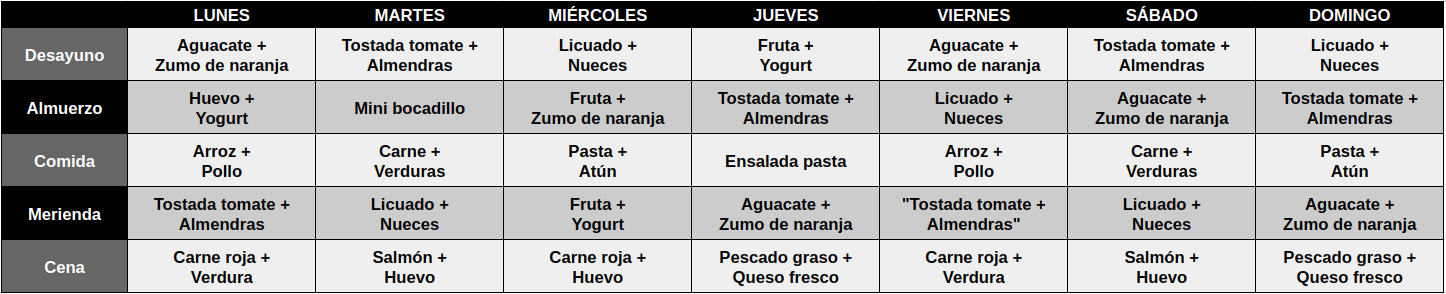 LUNES MARTES MIÉRCOLES JUEVES VIERNES SÁBADO DOMINGO
Desayuno
Aguacate +
Zumo de naranja
Tostada tomate +
Almendras
Licuado +
Nueces
Fruta +
Yogurt
Aguacate +
Zumo de naranja
Tostada tomate +
Almendras
Licuado +
Nueces
Almuerzo
Huevo +
Yogurt
Mini bocadillo
Fruta +
Zumo de naranja
Tostada tomate +
Almendras
Licuado +
Nueces
Aguacate +
Zumo de naranja
Tostada tomate +
Almendras
Comida
Arroz +
Pollo
Carne +
Verduras
Pasta +
Atún
Ensalada pasta
Arroz +
Pollo
Carne +
Verduras
Pasta +
Atún
Merienda
Tostada tomate +
Almendras
Licuado +
Nueces
Fruta +
Yogurt
Aguacate +
Zumo de naranja
"Tostada tomate +
Almendras"
Licuado +
Nueces
Aguacate +
Zumo de naranja
Cena
Carne roja +
Verdura
Salmón +
Huevo
Carne roja +
Huevo
Pescado graso +
Queso fresco
Carne roja +
Verdura
Salmón +
Huevo
Pescado graso +
Queso fresco